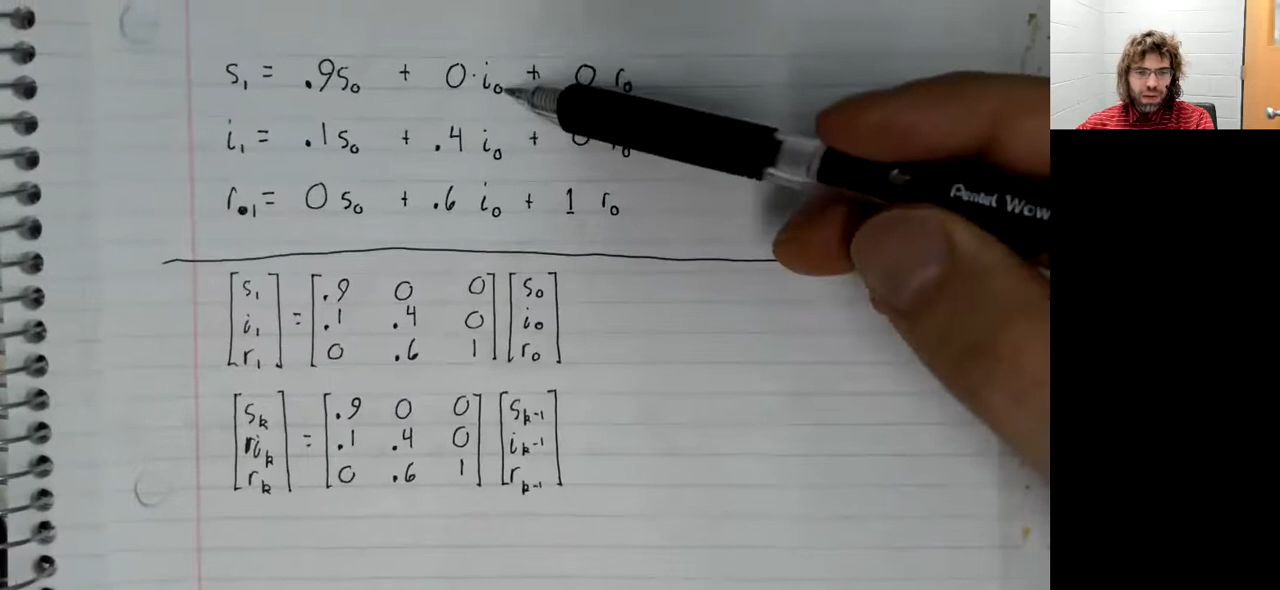 s₁ = .9s₀ + 0·i₀ + 0 r₀
i₁ = .1s₀ + .4 i₀ + 0 r₀
r₁ = 0 s₀ + .6 i₀ + 1 r₀
[s₁] = [.9 0 0] [s₀]
[i₁] [.1 .4 0] [i₀]
[r₁] [0 .6 1] [r₀]
[sₖ] = [.9 0 0] [sₖ₋₁]
[iₖ] [.1 .4 0] [iₖ₋₁]
[rₖ] [0 .6 1] [rₖ₋₁]
Pentel Wow